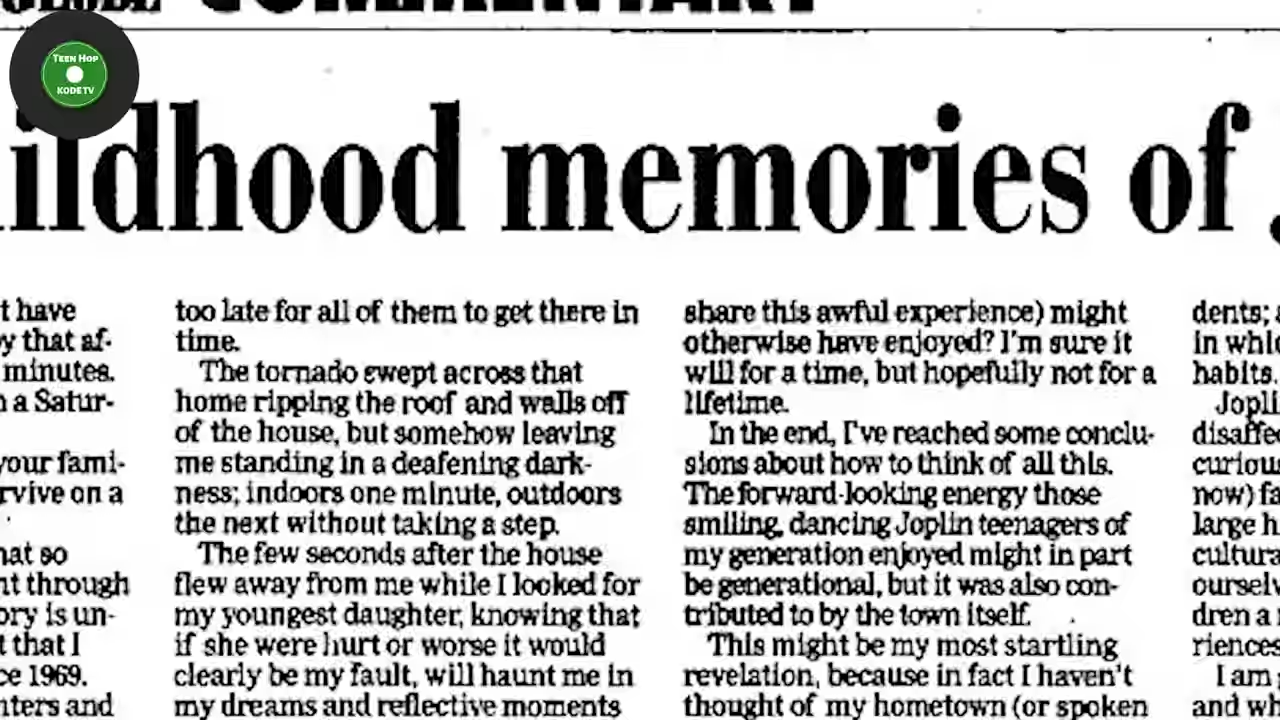 GLOBE COMMENTARY
TEEN HOP
KODE TV
ildhood memories of
t have
y that af-
minutes.
n a Satur-
your fami-
rvive on a
hat so
nt through
ory is un-
t that I
ce 1969.
nters and
too late for all of them to get there in
time.
The tornado swept across that
home ripping the roof and walls off
of the house, but somehow leaving
me standing in a deafening dark-
ness; indoors one minute, outdoors
the next without taking a step.
The few seconds after the house
flew away from me while I looked for
my youngest daughter, knowing that
if she were hurt or worse it would
clearly be my fault, will haunt me in
my dreams and reflective moments
share this awful experience) might
otherwise have enjoyed? I'm sure it
will for a time, but hopefully not for a
lifetime.
In the end, I've reached some conclu-
sions about how to think of all this.
The forward-looking energy those
smiling, dancing Joplin teenagers of
my generation enjoyed might in part
be generational, but it was also con-
tributed to by the town itself.
This might be my most startling
revelation, because in fact I haven't
thought of my hometown (or spoken
dents; a
in whic
habits.
Jopli
disaffec
curious
now) fa
large h
cultura
ourselv
dren a
riences
I am
and wh